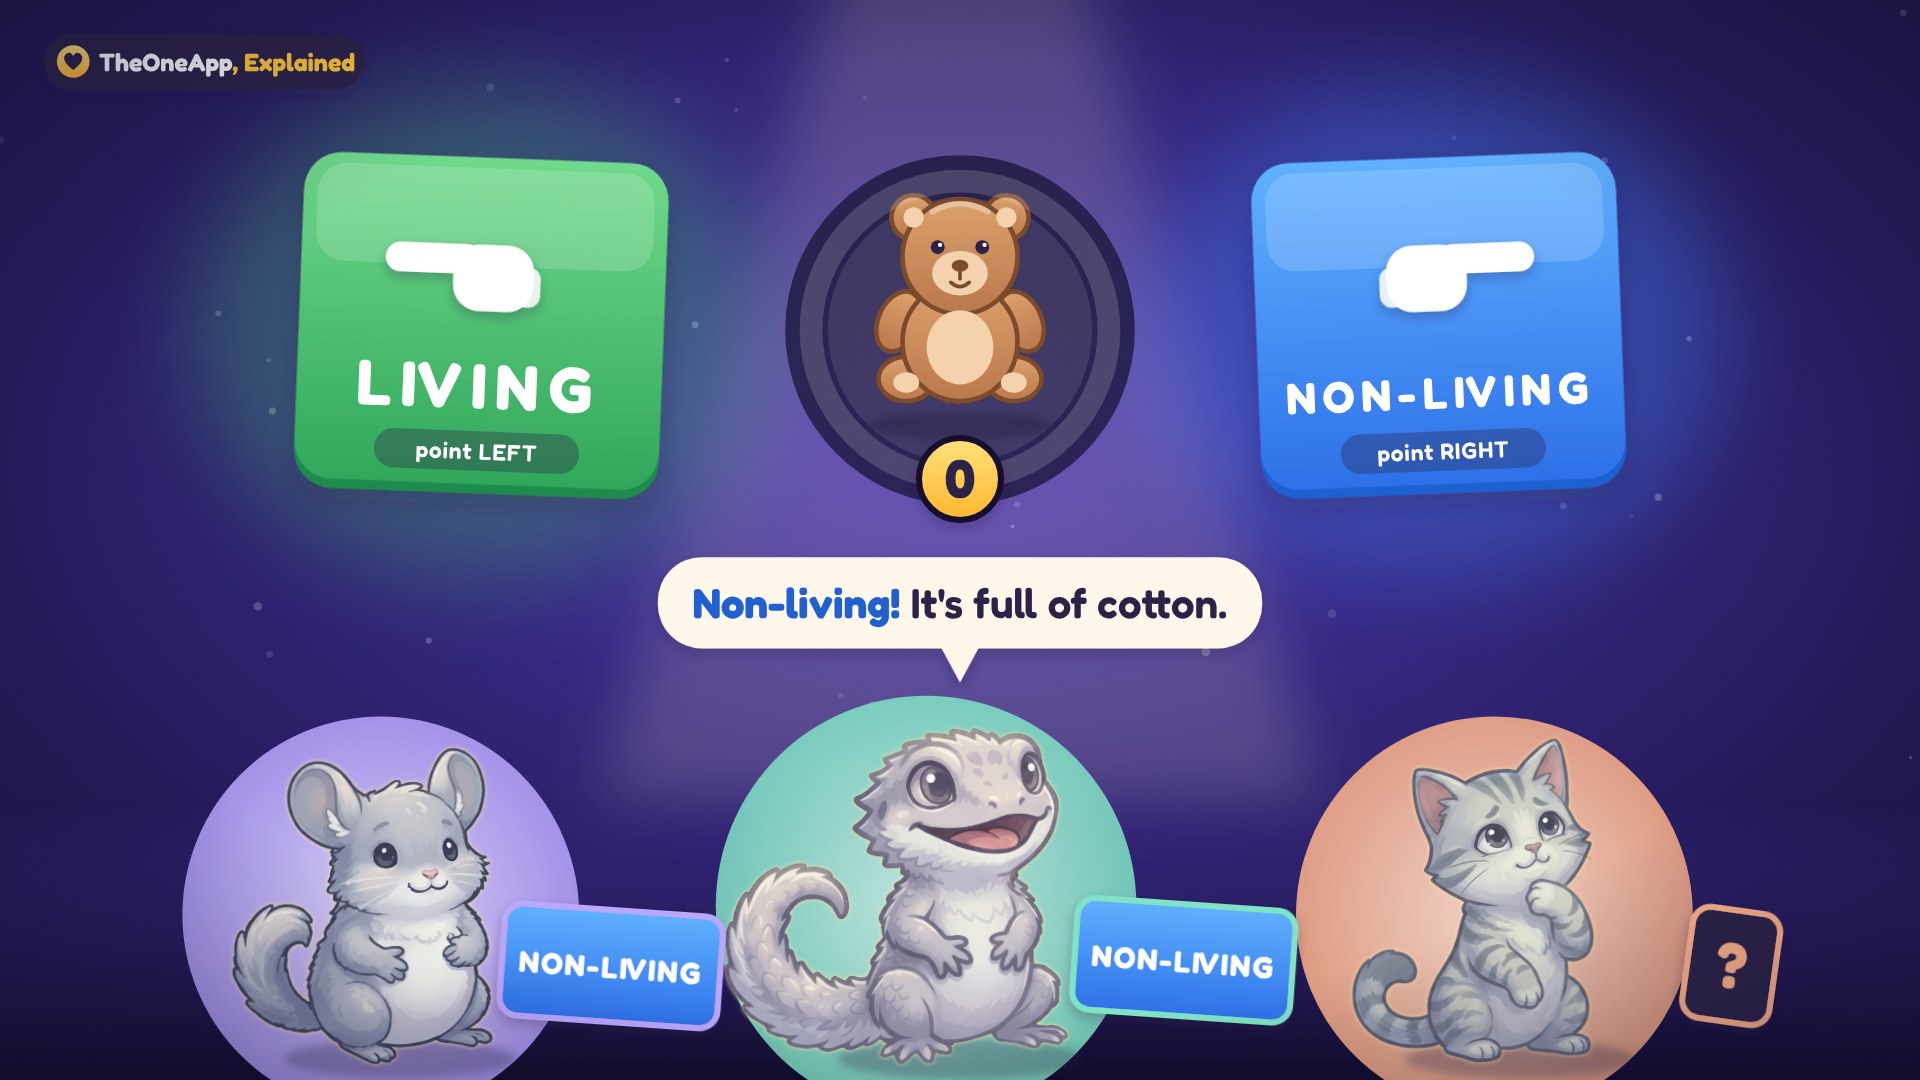 TheOneApp, Explained
LIVING
point LEFT
NON-LIVING
point RIGHT
0
Non-living! It's full of cotton.
NON-LIVING
NON-LIVING
?